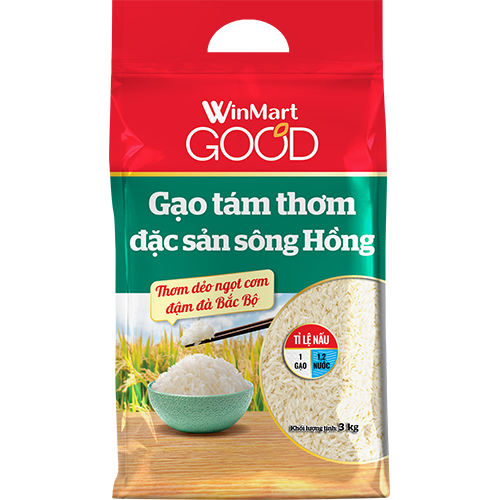 WinMart
GOOD
Gạo tám thơm
đặc sản sông Hồng
Thơm dẻo ngọt cơm
đậm đà Bắc Bộ
TỈ LỆ NẤU
1 1,2
GẠO NƯỚC
Khối lượng tịnh 3 kg